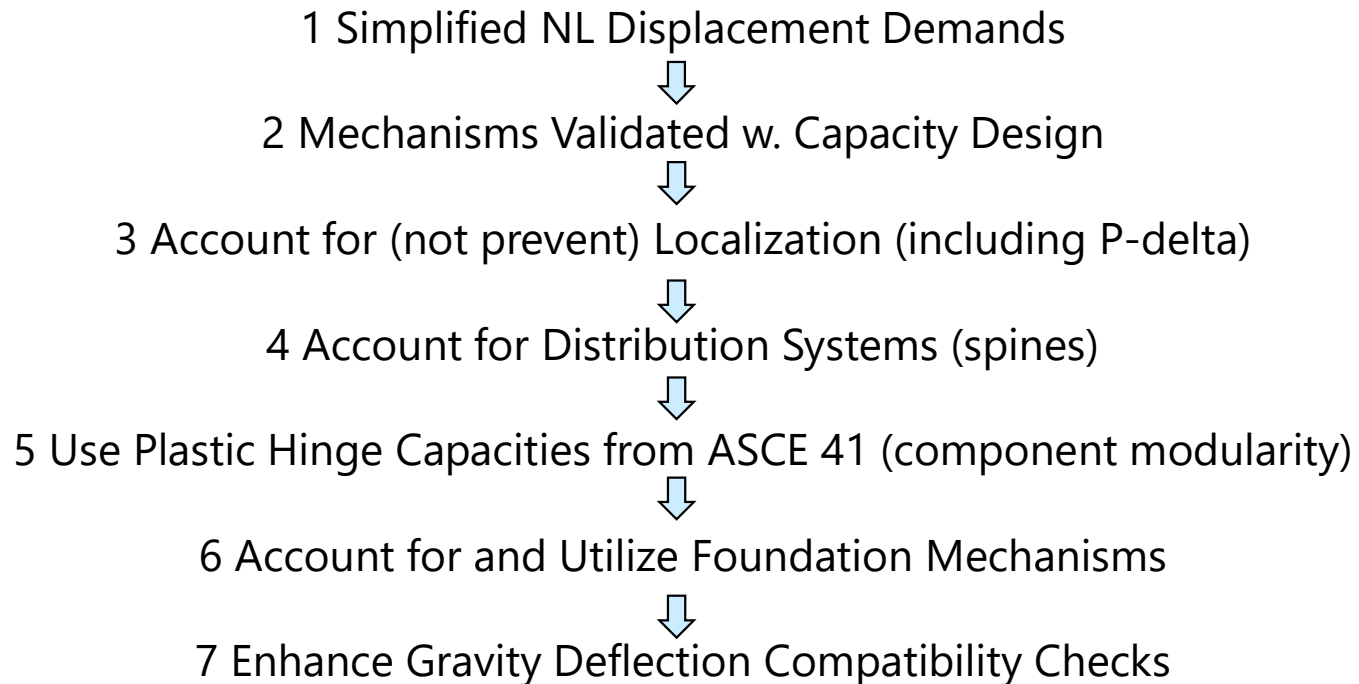 1 Simplified NL Displacement Demands
2 Mechanisms Validated w. Capacity Design
3 Account for (not prevent) Localization (including P-delta)
4 Account for Distribution Systems (spines)
5 Use Plastic Hinge Capacities from ASCE 41 (component modularity)
6 Account for and Utilize Foundation Mechanisms
7 Enhance Gravity Deflection Compatibility Checks